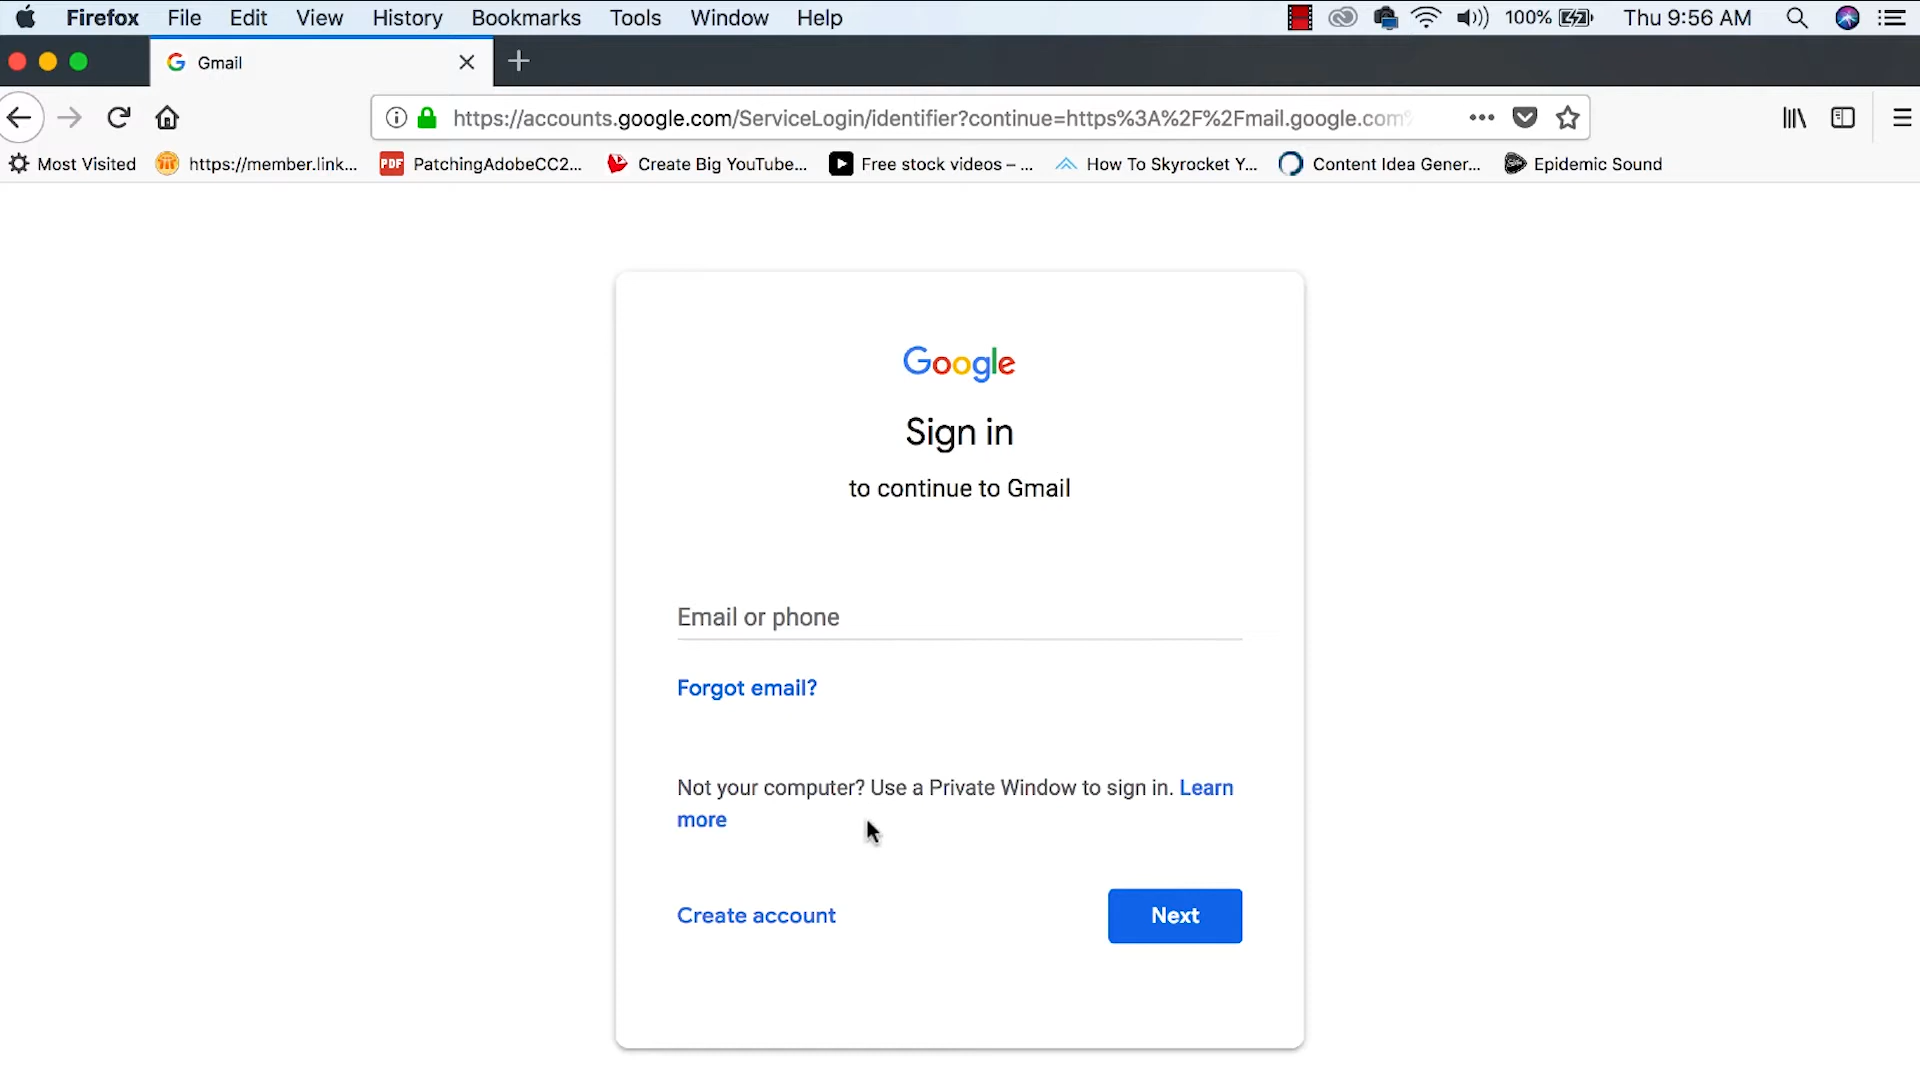 Firefox File Edit View History Bookmarks Tools Window Help 100% Thu 9:56 AM
Gmail
https://accounts.google.com/ServiceLogin/identifier?continue=https%3A%2F%2Fmail.google.com
Most Visited https://member.link... PDF PatchingAdobeCC2... Create Big YouTube... Free stock videos – ... How To Skyrocket Y... Content Idea Gener... Epidemic Sound
Google
Sign in
to continue to Gmail
Email or phone
Forgot email?
Not your computer? Use a Private Window to sign in. Learn
more
Create account Next